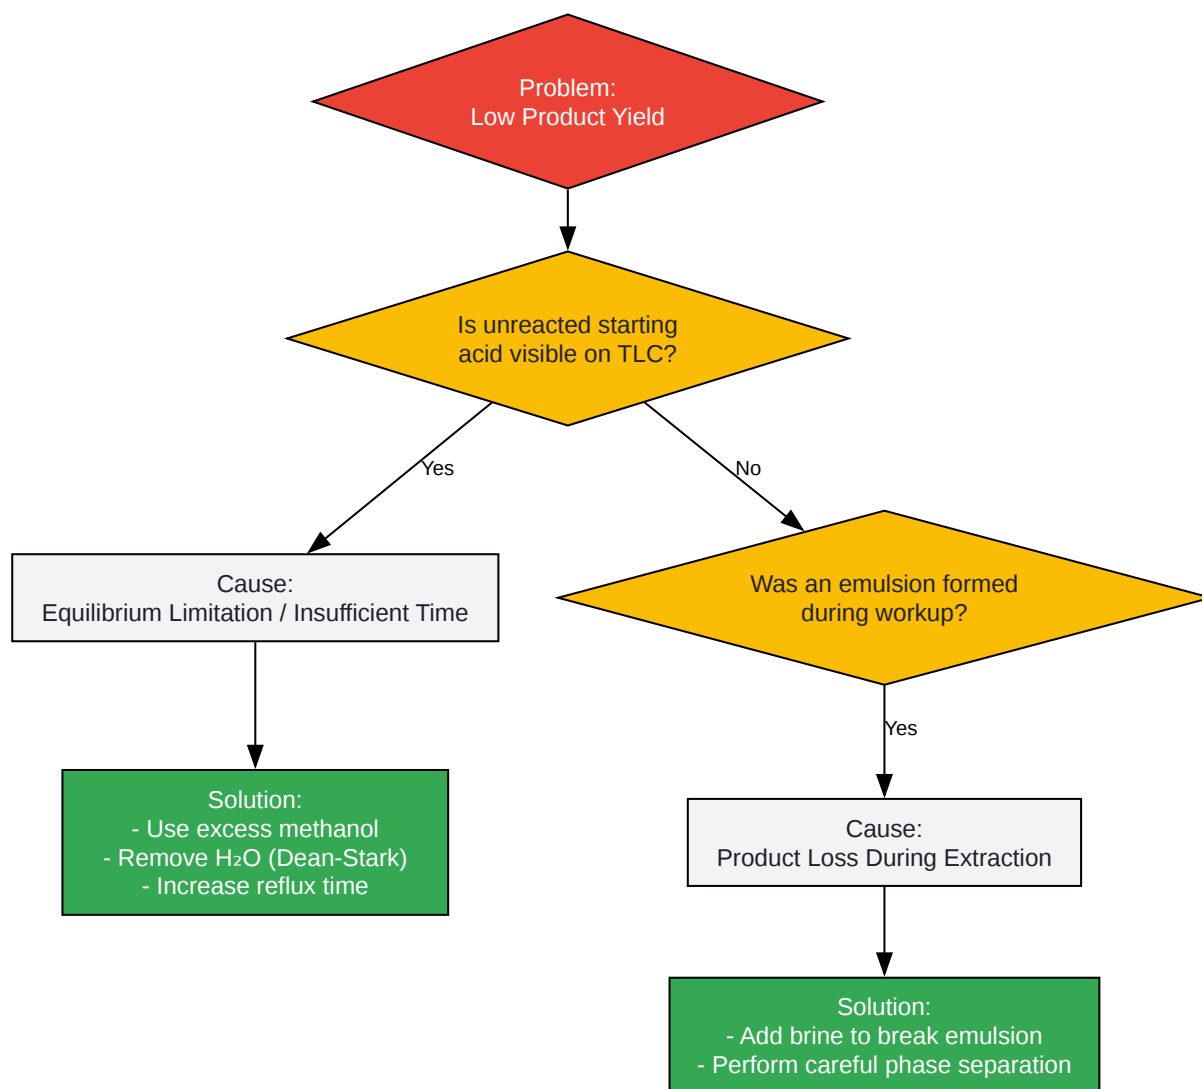 Problem:
Low Product Yield
Is unreacted starting
acid visible on TLC?
Yes
No
Cause:
Equilibrium Limitation / Insufficient Time
Was an emulsion formed
during workup?
Yes
Solution:
- Use excess methanol
- Remove H₂O (Dean-Stark)
- Increase reflux time
Cause:
Product Loss During Extraction
Solution:
- Add brine to break emulsion
- Perform careful phase separation